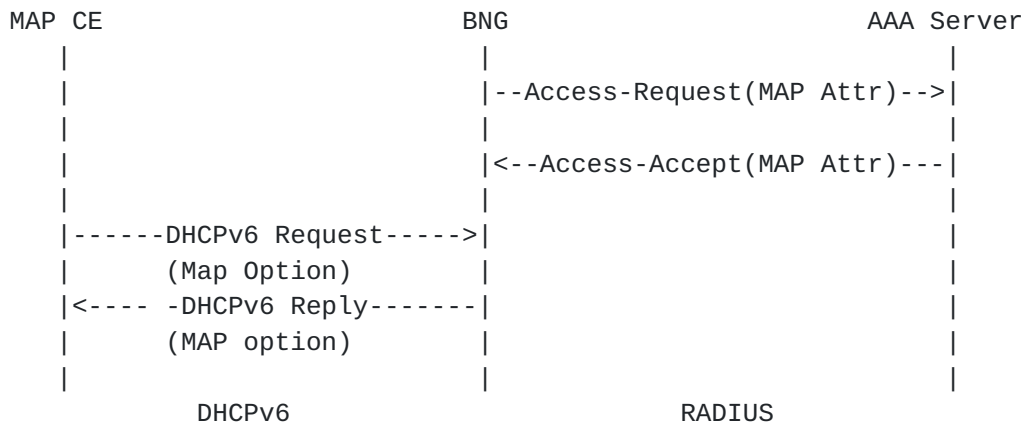 MAP CE                         BNG                      AAA Server
   |                            |                               |
   |                            |--Access-Request(MAP Attr)-->|
   |                            |                               |
   |                            |<--Access-Accept(MAP Attr)---|
   |                            |                               |
   |------DHCPv6 Request----->|                               |
   |      (Map Option)          |                               |
   |<---- -DHCPv6 Reply-------|                               |
   |      (MAP option)          |                               |
   |                            |                               |
            DHCPv6                          RADIUS